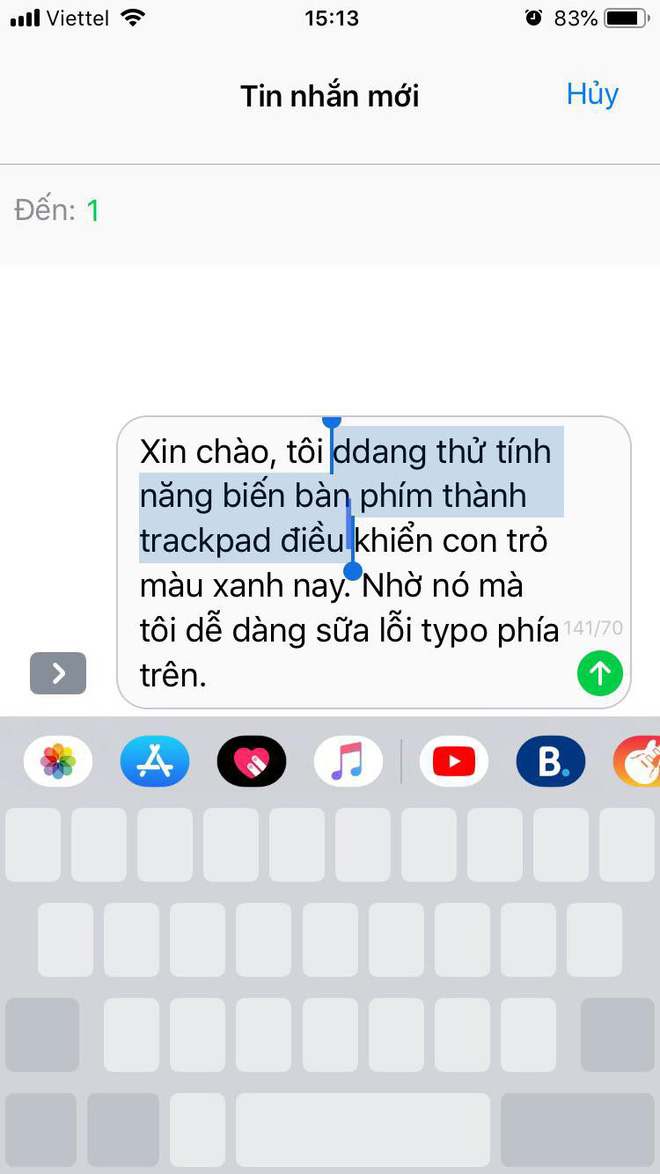 Viettel 15:13 83%
Tin nhắn mới Hủy
Đến: 1
Xin chào, tôi ddang thử tính
năng biến bàn phím thành
trackpad điều khiển con trỏ
màu xanh nay. Nhờ nó mà
tôi dễ dàng sữa lỗi typo phía
141/70
trên.
B.